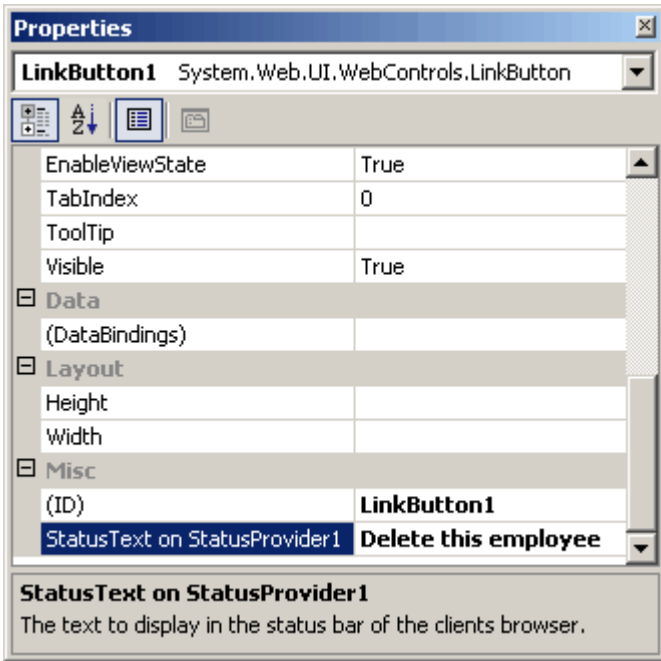 Properties
LinkButton1 System.Web.UI.WebControls.LinkButton
EnableViewState True
TabIndex 0
ToolTip
Visible True
Data
(DataBindings)
Layout
Height
Width
Misc
(ID) LinkButton1
StatusText on StatusProvider1 Delete this employee
StatusText on StatusProvider1
The text to display in the status bar of the clients browser.